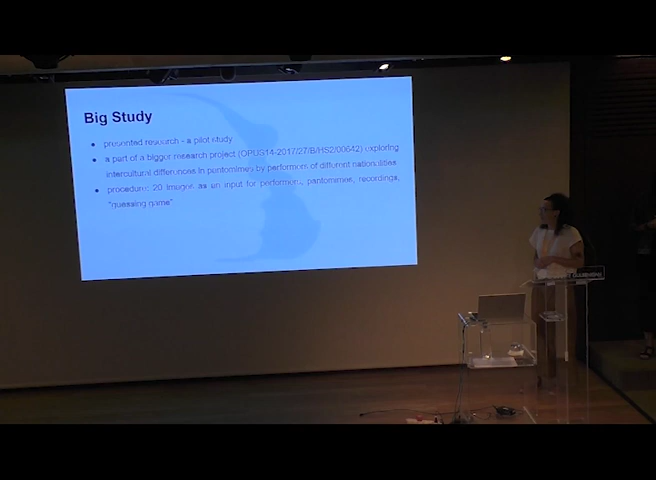 Big Study
presented research - a pilot study
a part of a bigger research project (OPUS14-2017/27/B/HS2/00642) exploring
intercultural differences in pantomimes by performers of different nationalities
procedure: 20 images as an input for performers, pantomimes, recordings,
"guessing game"